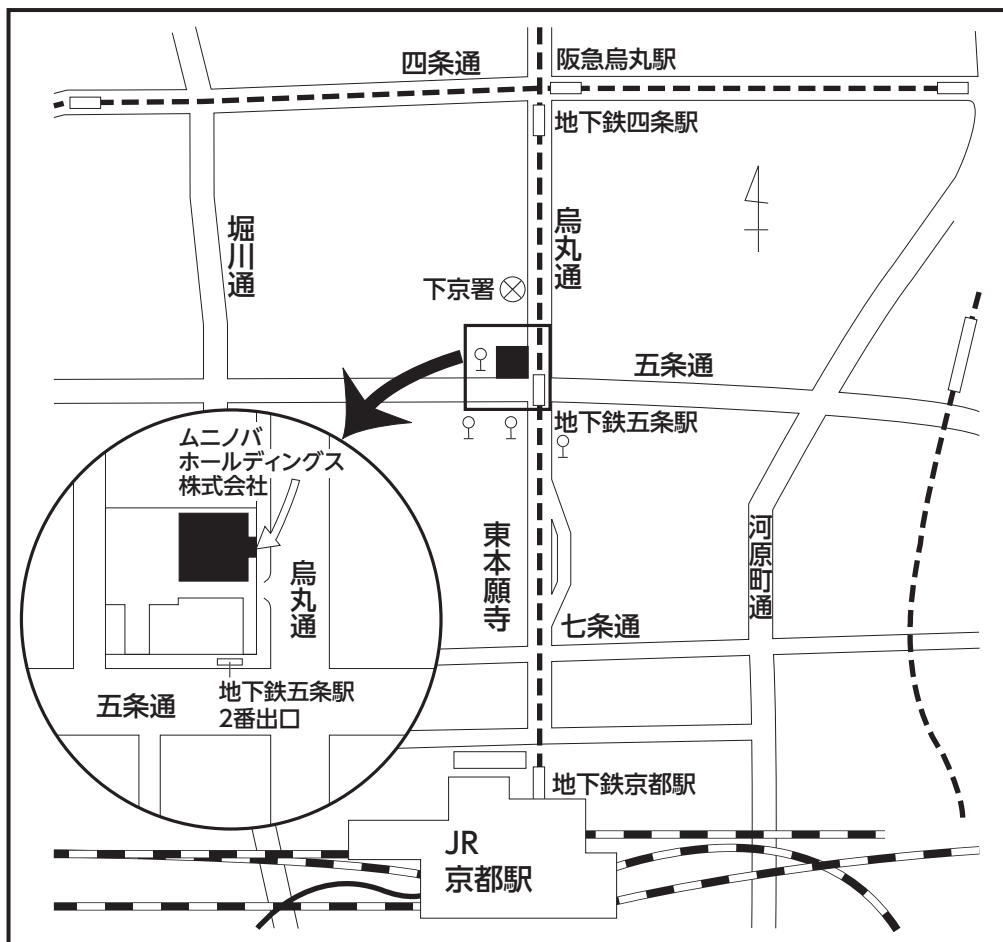 四条通
阪急烏丸駅
地下鉄四条駅
堀川通
烏丸通
下京署
五条通
地下鉄五条駅
ムニノバ
ホールディングス
株式会社
烏丸通
東本願寺
河原町通
七条通
五条通
地下鉄五条駅
2番出口
地下鉄京都駅
JR
京都駅